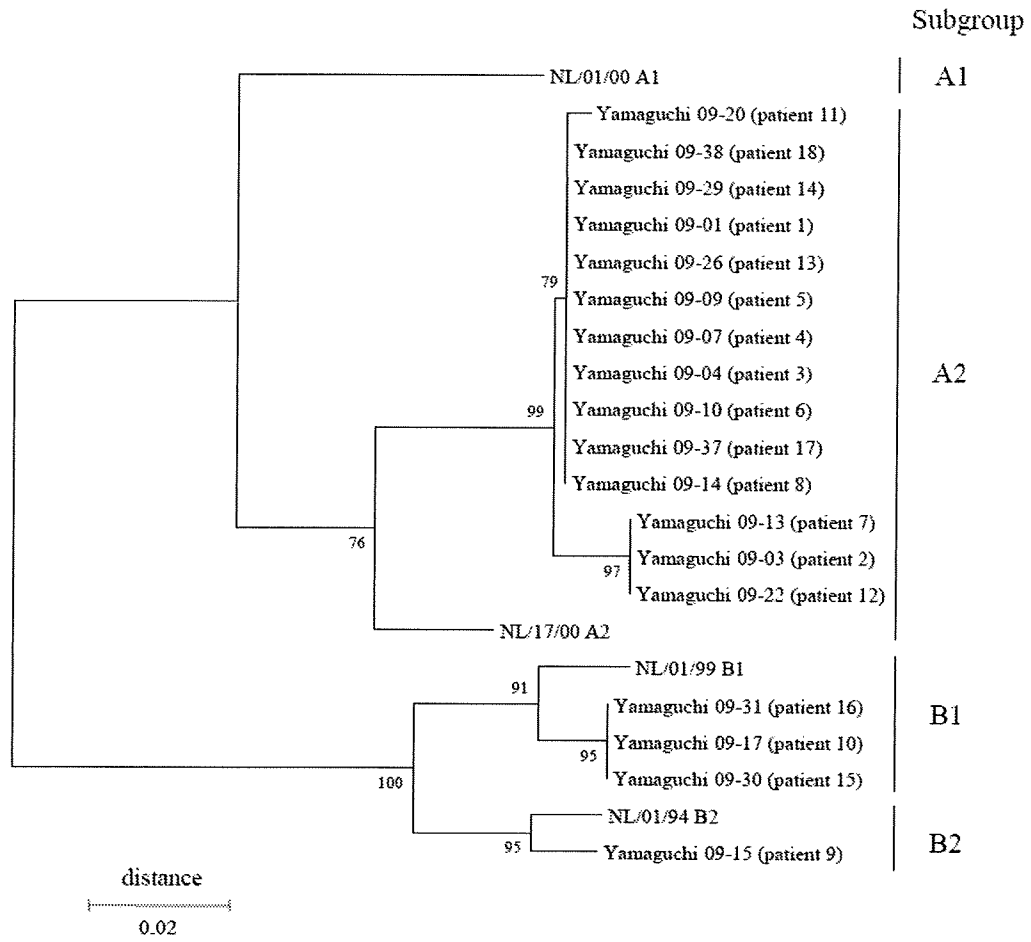 Subgroup
NL/01/00 A1
A1
Yamaguchi 09-20 (patient 11)
Yamaguchi 09-38 (patient 18)
Yamaguchi 09-29 (patient 14)
Yamaguchi 09-01 (patient 1)
Yamaguchi 09-26 (patient 13)
79
Yamaguchi 09-09 (patient 5)
Yamaguchi 09-07 (patient 4)
Yamaguchi 09-04 (patient 3)
A2
99
Yamaguchi 09-10 (patient 6)
Yamaguchi 09-37 (patient 17)
Yamaguchi 09-14 (patient 8)
Yamaguchi 09-13 (patient 7)
76
Yamaguchi 09-03 (patient 2)
97
Yamaguchi 09-22 (patient 12)
NL/17/00 A2
NL/01/99 B1
91
Yamaguchi 09-31 (patient 16)
B1
Yamaguchi 09-17 (patient 10)
95
Yamaguchi 09-30 (patient 15)
100
NL/01/94 B2
B2
95
Yamaguchi 09-15 (patient 9)
distance
0.02